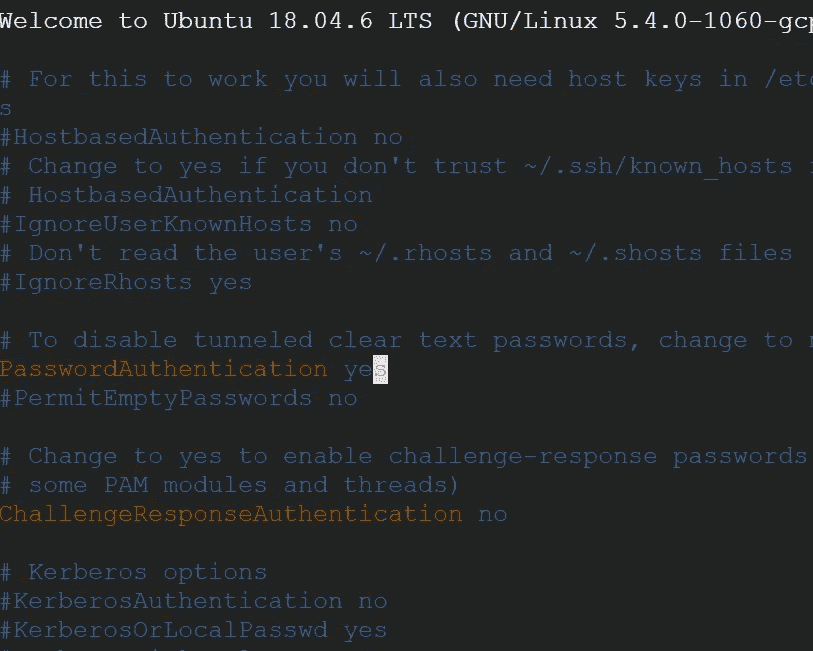 Welcome to Ubuntu 18.04.6 LTS (GNU/Linux 5.4.0-1060-gcp
# For this to work you will also need host keys in /etc
s
#HostbasedAuthentication no
# Change to yes if you don't trust ~/.ssh/known_hosts
# HostbasedAuthentication
#IgnoreUserKnownHosts no
# Don't read the user's ~/.rhosts and ~/.shosts files
#IgnoreRhosts yes
# To disable tunneled clear text passwords, change to
PasswordAuthentication yes
#PermitEmptyPasswords no
# Change to yes to enable challenge-response passwords
# some PAM modules and threads)
ChallengeResponseAuthentication no
# Kerberos options
#KerberosAuthentication no
#KerberosOrLocalPasswd yes